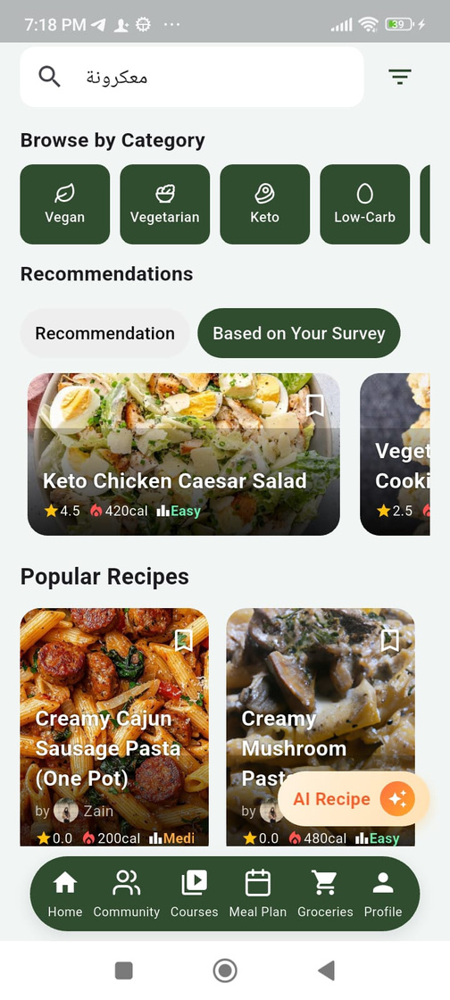 7:18 PM
39
معكرونة
Browse by Category
Vegan
Vegetarian
Keto
Low-Carb
Recommendations
Recommendation
Based on Your Survey
Keto Chicken Caesar Salad
4.5 420cal Easy
Veget
Cooki
2.5
Popular Recipes
Creamy Cajun
Sausage Pasta
(One Pot)
by Zain
0.0 200cal Medi
Creamy
Mushroom
Pasta
by
0.0 480cal Easy
AI Recipe
Home
Community
Courses
Meal Plan
Groceries
Profile